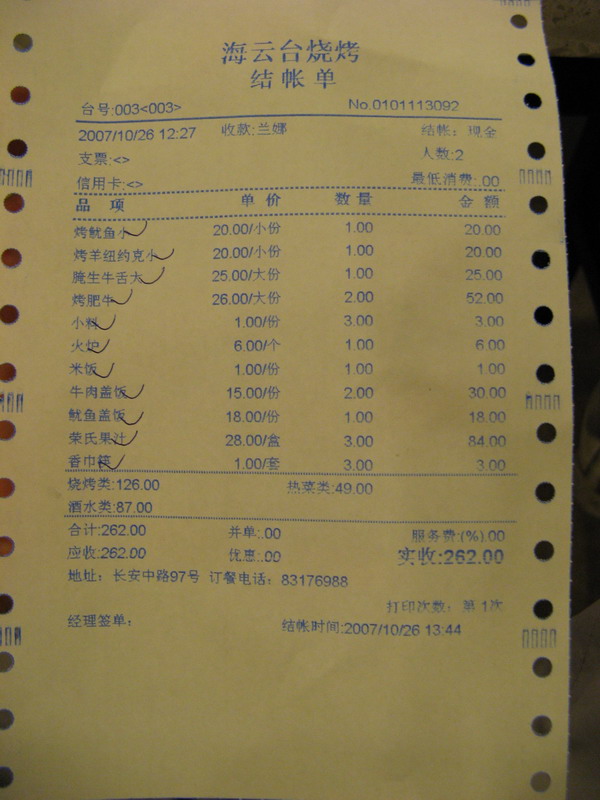 海云台烧烤
结帐单
台号:003<003> No.0101113092
2007/10/26 12:27 收款:兰娜 结帐: 现金
支票:<> 人数:2
信用卡:<> 最低消费:.00
品 项 单 价 数量 金 额
烤鱿鱼小 20.00/小份 1.00 20.00
烤羊纽约克小 20.00/小份 1.00 20.00
腌生牛舌大 25.00/大份 1.00 25.00
烤肥牛 26.00/大份 2.00 52.00
小料 1.00/份 3.00 3.00
火炉 6.00/个 1.00 6.00
米饭 1.00/份 1.00 1.00
牛肉盖饭 15.00/份 2.00 30.00
鱿鱼盖饭 18.00/份 1.00 18.00
荣氏果汁 28.00/盒 3.00 84.00
香巾筷 1.00/套 3.00 3.00
烧烤类:126.00 热菜类:49.00
酒水类:87.00
合计:262.00 并单:.00 服务费:(%).00
应收:262.00 优惠:.00 实收:262.00
地址: 长安中路97号 订餐电话: 83176988
打印次数: 第 1次
经理签单: 结帐时间:2007/10/26 13:44